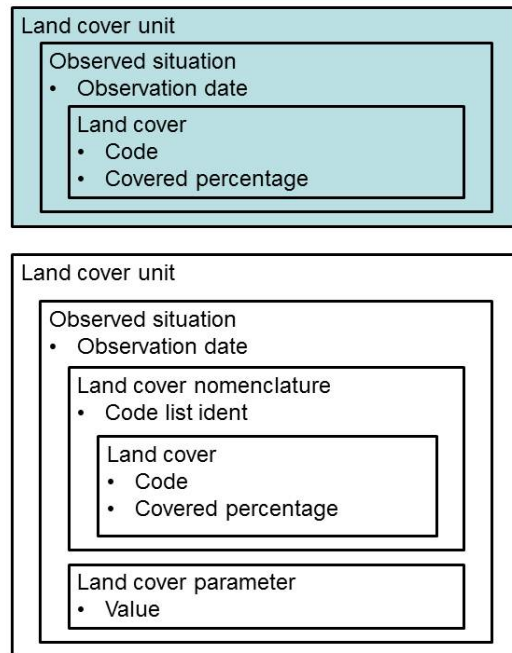 Land cover unit
Observed situation
• Observation date
Land cover
• Code
• Covered percentage
Land cover unit
Observed situation
• Observation date
Land cover nomenclature
• Code list ident
Land cover
• Code
• Covered percentage
Land cover parameter
• Value